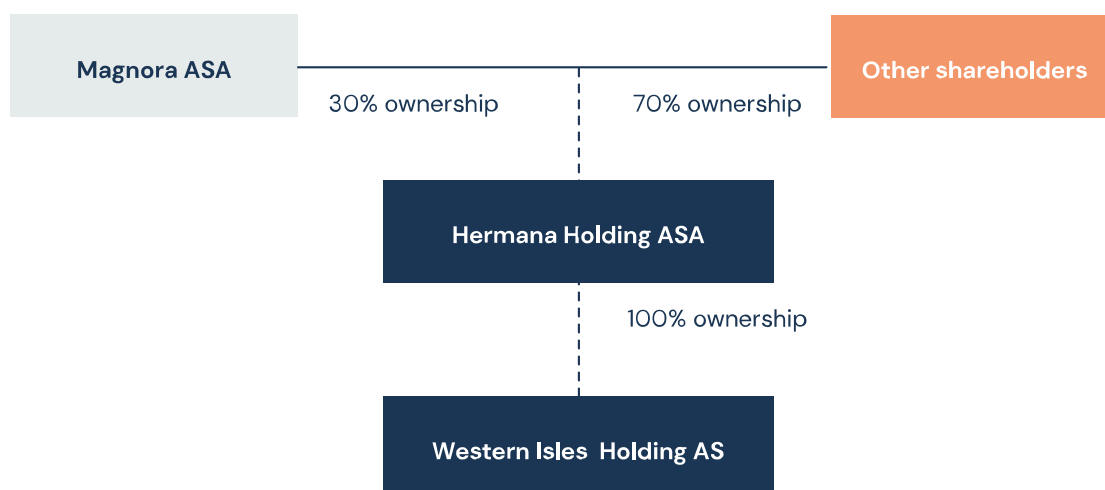 Magnora ASA
Other shareholders
30% ownership
70% ownership
Hermana Holding ASA
100% ownership
Western Isles Holding AS